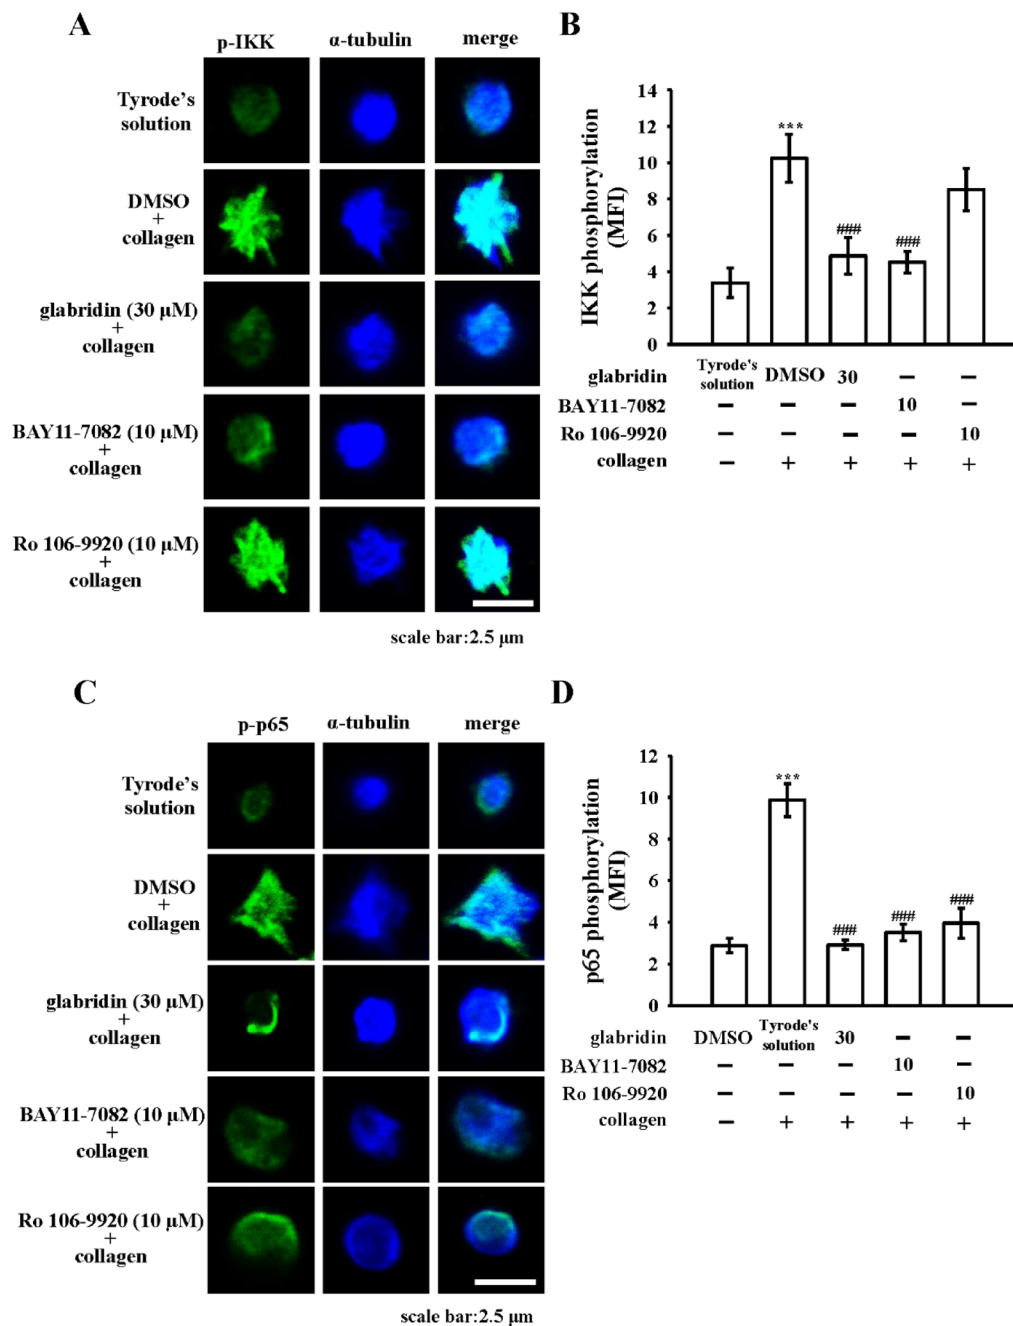 A
p-IKK α-tubulin merge
Tyrode's
solution
DMSO
+
collagen
glabridin (30 μM)
+
collagen
BAY11-7082 (10 μM)
+
collagen
Ro 106-9920 (10 μM)
+
collagen
scale bar:2.5 μm
B
IKK phosphorylation
(MFI)
14
12
10
8
6
4
2
0
***
###
###
glabridin Tyrode's solution DMSO 30 – –
BAY11-7082 – – – 10 –
Ro 106-9920 – – – – 10
collagen – + + + +
C
p-p65 α-tubulin merge
Tyrode's
solution
DMSO
+
collagen
glabridin (30 μM)
+
collagen
BAY11-7082 (10 μM)
+
collagen
Ro 106-9920 (10 μM)
+
collagen
scale bar:2.5 μm
D
p65 phosphorylation
(MFI)
12
10
8
6
4
2
0
***
###
###
###
glabridin DMSO Tyrode's solution 30 – –
BAY11-7082 – – – 10 –
Ro 106-9920 – – – – 10
collagen – + + + +